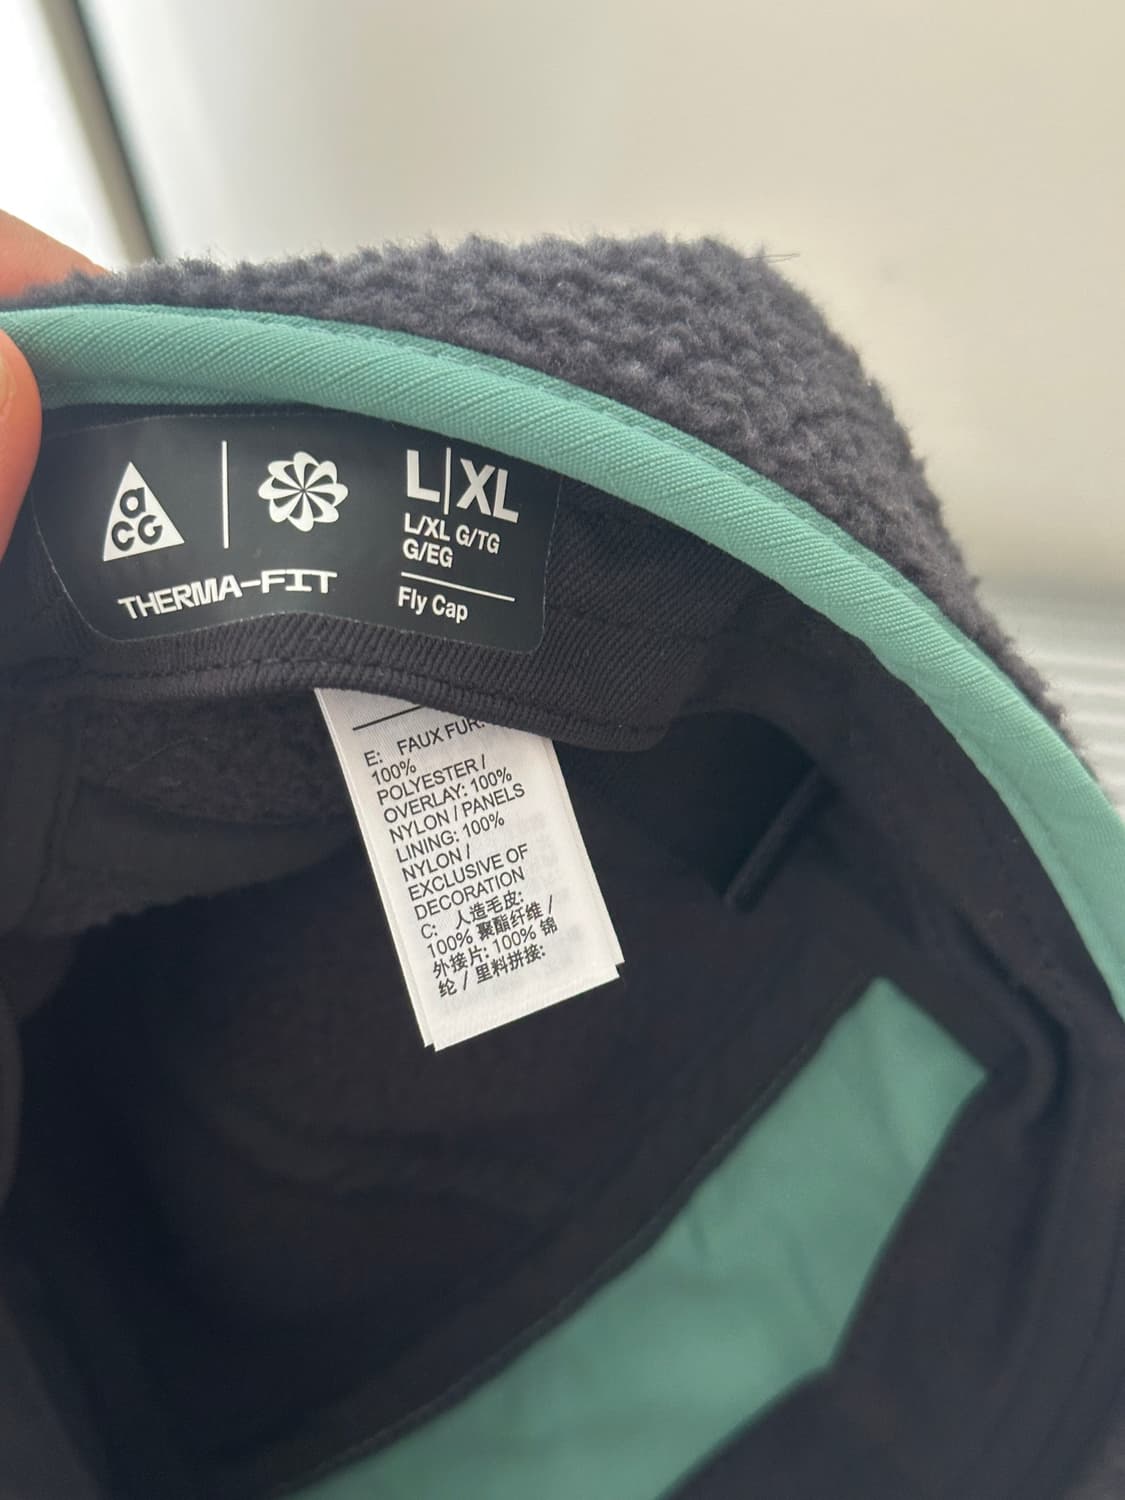 aCG
THERMA-FIT
L|XL
L/XL G/TG
G/EG
Fly Cap
E: FAUX FUR:
100%
POLYESTER /
OVERLAY: 100%
NYLON / PANELS
LINING: 100%
NYLON /
EXCLUSIVE OF
DECORATION
C: 人造毛皮:
100% 聚酯纤维 /
外接片: 100% 锦
纶 / 里料拼接: